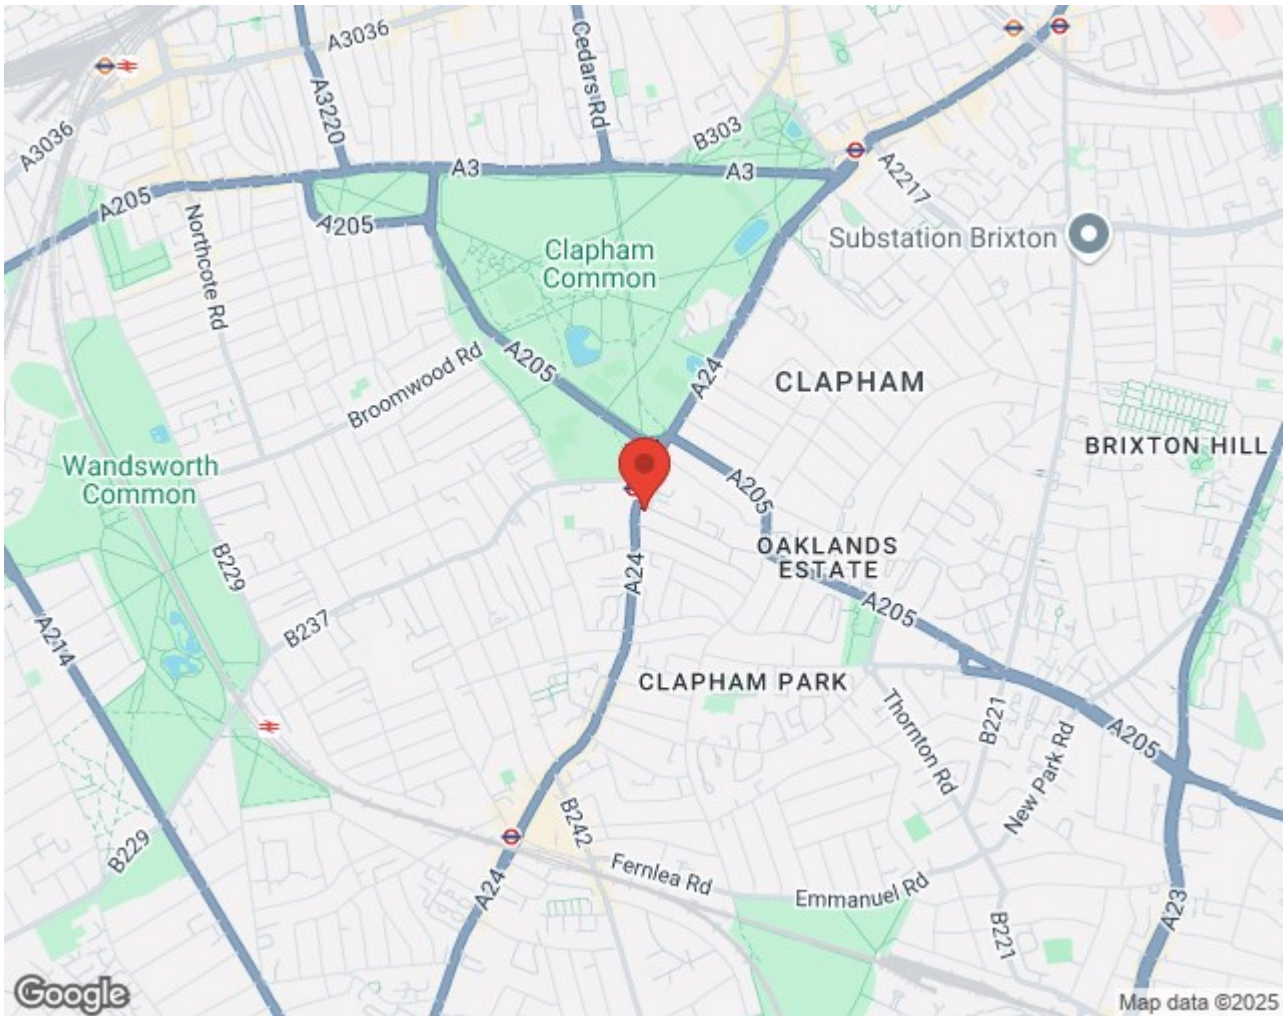 A3036
Cedars Rd
A3220
A3036
B303
A3
A3
A2217
A205
A205
Northcote Rd
Clapham
Common
Substation Brixton
A205
Broomwood Rd
A24
CLAPHAM
BRIXTON HILL
Wandsworth
Common
A205
OAKLANDS
ESTATE
B229
A24
A205
B237
A214
CLAPHAM PARK
Thornton Rd
B221
New Park Rd
A205
B242
B229
Fernlea Rd
A24
Emmanuel Rd
A23
B221
Google
Map data ©2025